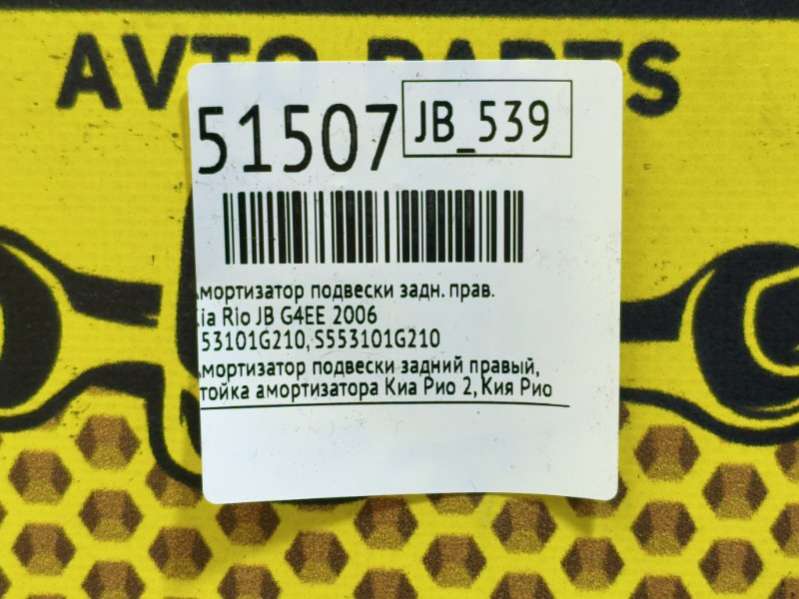 AVTO PARTS
51507 JB_539
мортизатор подвески задн. прав.
ia Rio JB G4EE 2006
53101G210, S553101G210
мортизатор подвески задний правый,
тойка амортизатора Киа Рио 2, Кия Рио